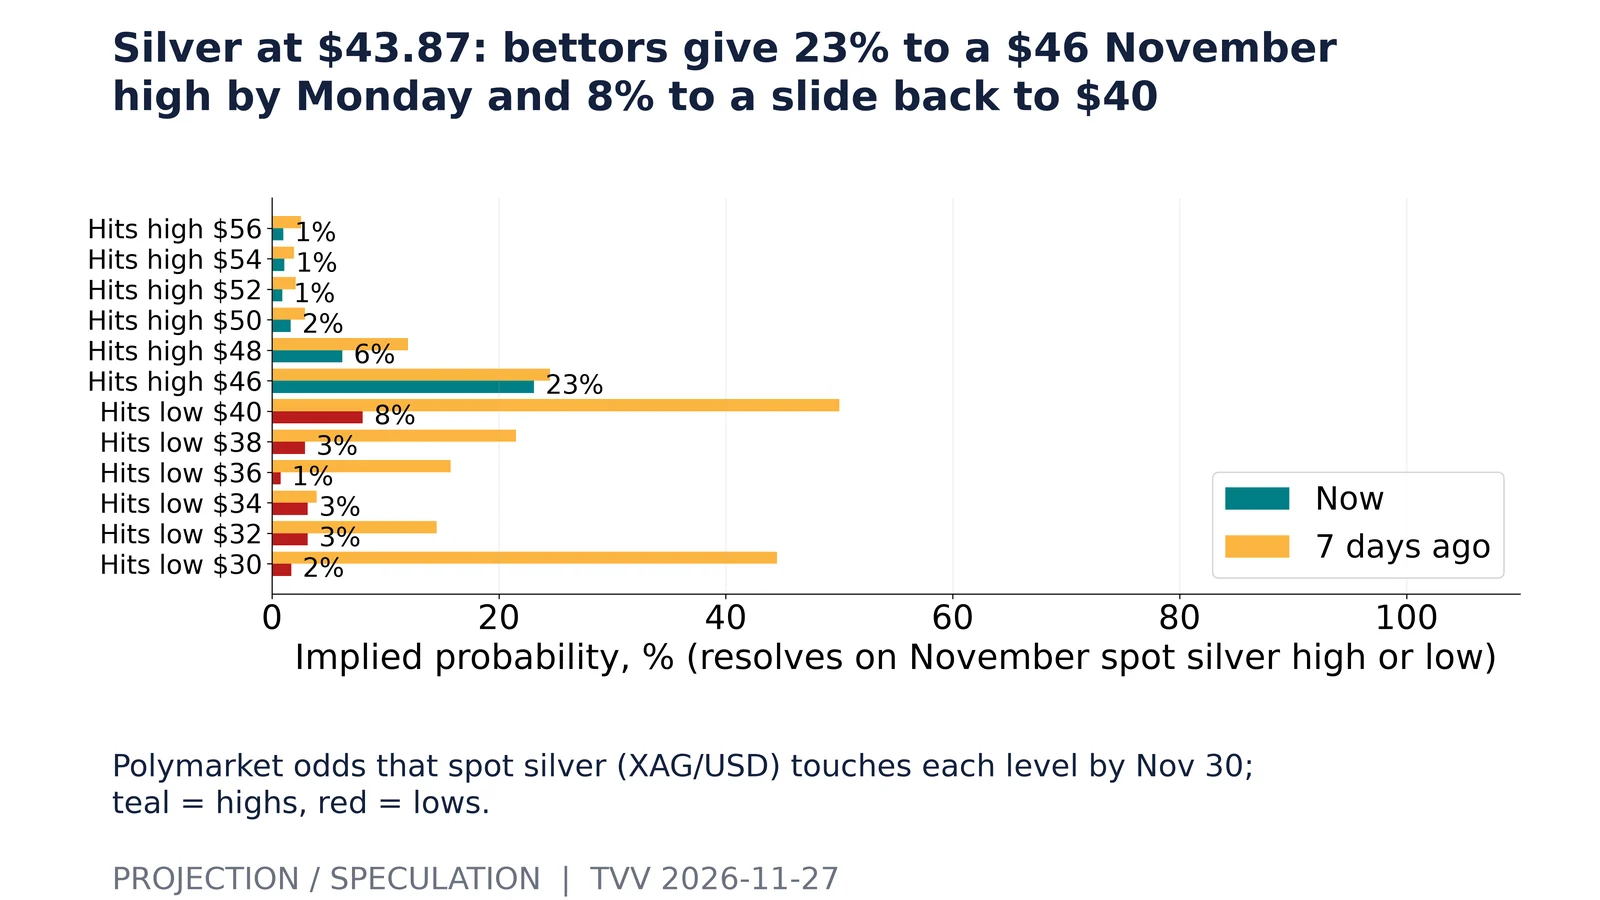 Silver at $43.87: bettors give 23% to a $46 November
high by Monday and 8% to a slide back to $40
Hits high $56 1%
Hits high $54 1%
Hits high $52 1%
Hits high $50 2%
Hits high $48 6%
Hits high $46 23%
Hits low $40 8%
Hits low $38 3%
Hits low $36 1%
Hits low $34 3%
Hits low $32 3%
Hits low $30 2%
Now
7 days ago
0 20 40 60 80 100
Implied probability, % (resolves on November spot silver high or low)
Polymarket odds that spot silver (XAG/USD) touches each level by Nov 30;
teal = highs, red = lows.
PROJECTION / SPECULATION | TVV 2026-11-27